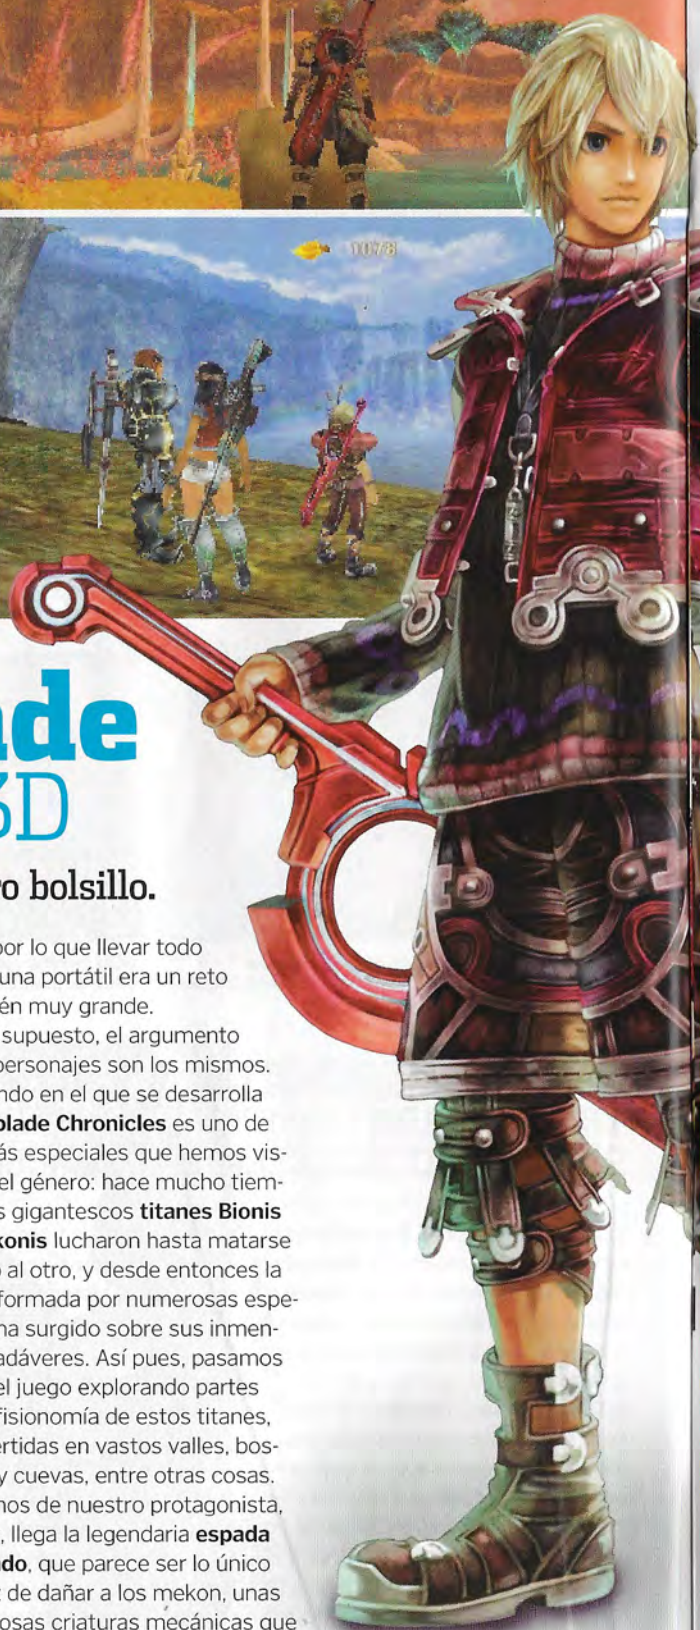 1078
de
3D
ro bolsillo.
por lo que llevar todo
una portátil era un reto
én muy grande.
supuesto, el argumento
personajes son los mismos.
ndo en el que se desarrolla
blade Chronicles es uno de
ás especiales que hemos vis-
el género: hace mucho tiem-
s gigantescos titanes Bionis
konis lucharon hasta matarse
o al otro, y desde entonces la
formada por numerosas espe-
na surgido sobre sus inmen-
adáveres. Así pues, pasamos
el juego explorando partes
fisionomía de estos titanes,
ertidas en vastos valles, bos-
y cuevas, entre otras cosas.
nos de nuestro protagonista,
, llega la legendaria espada
do, que parece ser lo único
z de dañar a los mekon, unas
osas criaturas mecánicas que